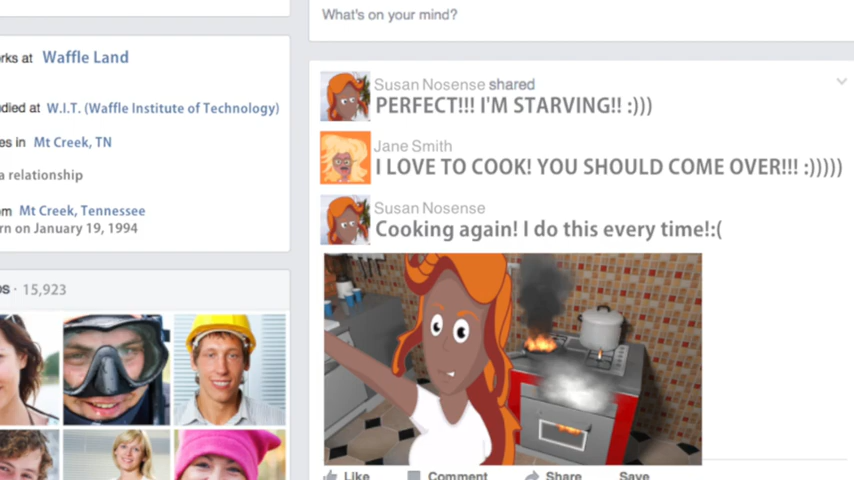 What's on your mind?
rks at Waffle Land
died at W.I.T. (Waffle Institute of Technology)
es in Mt Creek, TN
a relationship
m Mt Creek, Tennessee
rn on January 19, 1994
os · 15,923
Susan Nosense shared
PERFECT!!! I'M STARVING!! :)))
Jane Smith
I LOVE TO COOK! YOU SHOULD COME OVER!!! :)))))
Susan Nosense
Cooking again! I do this every time!:(
Like Comment Share Save